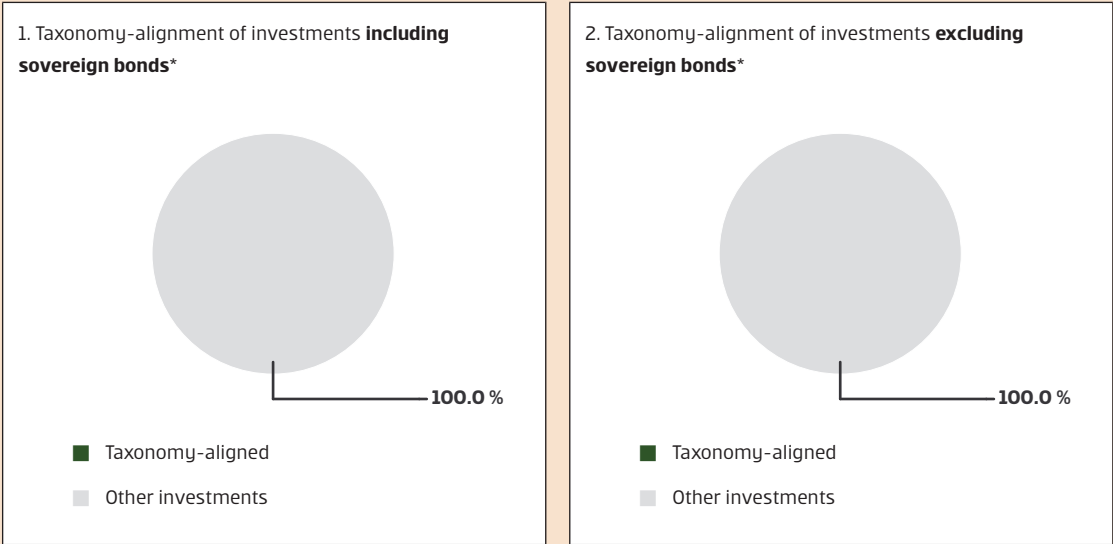 1. Taxonomy-alignment of investments including
sovereign bonds*
100.0 %
Taxonomy-aligned
Other investments
2. Taxonomy-alignment of investments excluding
sovereign bonds*
100.0 %
Taxonomy-aligned
Other investments